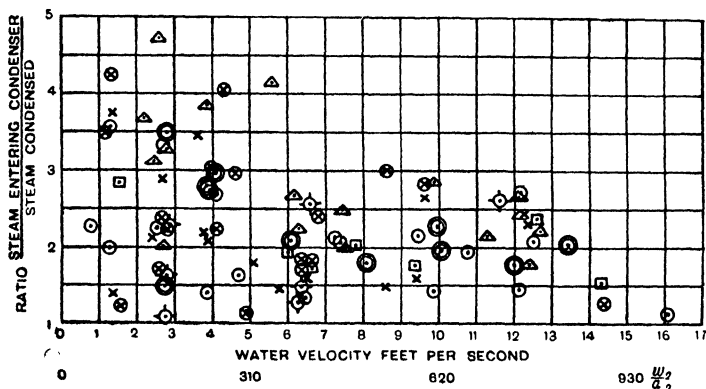 RATIO STEAM ENTERING CONDENSER
STEAM CONDENSED
5
4
3
2
1
0 1 2 3 4 5 6 7 8 9 10 11 12 13 14 15 16 17
WATER VELOCITY FEET PER SECOND
0 310 620 930 w₂
a₂